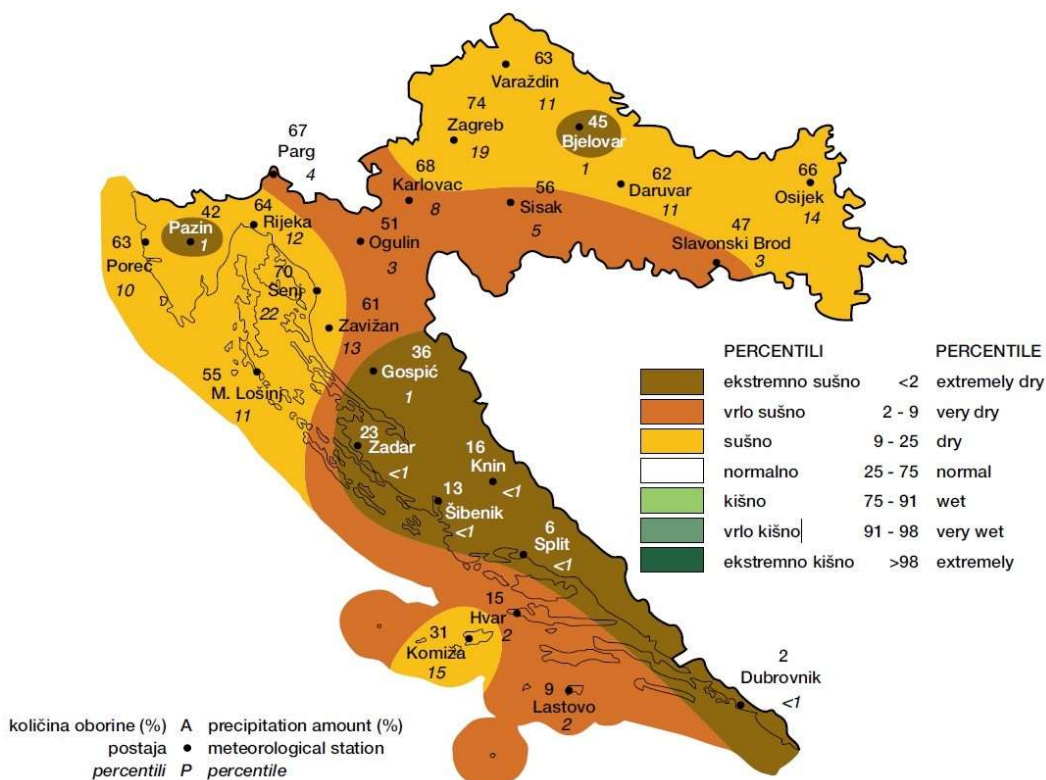 63
Varaždin
11
74
Zagreb
19
45
Bjelovar
1
67
Parg
4
68
Karlovac
8
62
Daruvar
11
66
Osijek
14
56
Sisak
5
42
Pazin
1
64
Rijeka
12
51
Ogulin
3
47
Slavonski Brod
3
63
Poreč
10
70
Senj
22
61
Zavižan
13
36
Gospić
1
55
M. Lošinj
11
23
Zadar
<1
16
Knin
<1
13
Šibenik
<1
6
Split
<1
15
Hvar
2
31
Komiža
15
9
Lastovo
2
2
Dubrovnik
<1
PERCENTILI PERCENTILE
ekstremno sušno <2 extremely dry
vrlo sušno 2 - 9 very dry
sušno 9 - 25 dry
normalno 25 - 75 normal
kišno 75 - 91 wet
vrlo kišno 91 - 98 very wet
ekstremno kišno >98 extremely
količina oborine (%) A precipitation amount (%)
postaja ● meteorological station
percentili P percentile